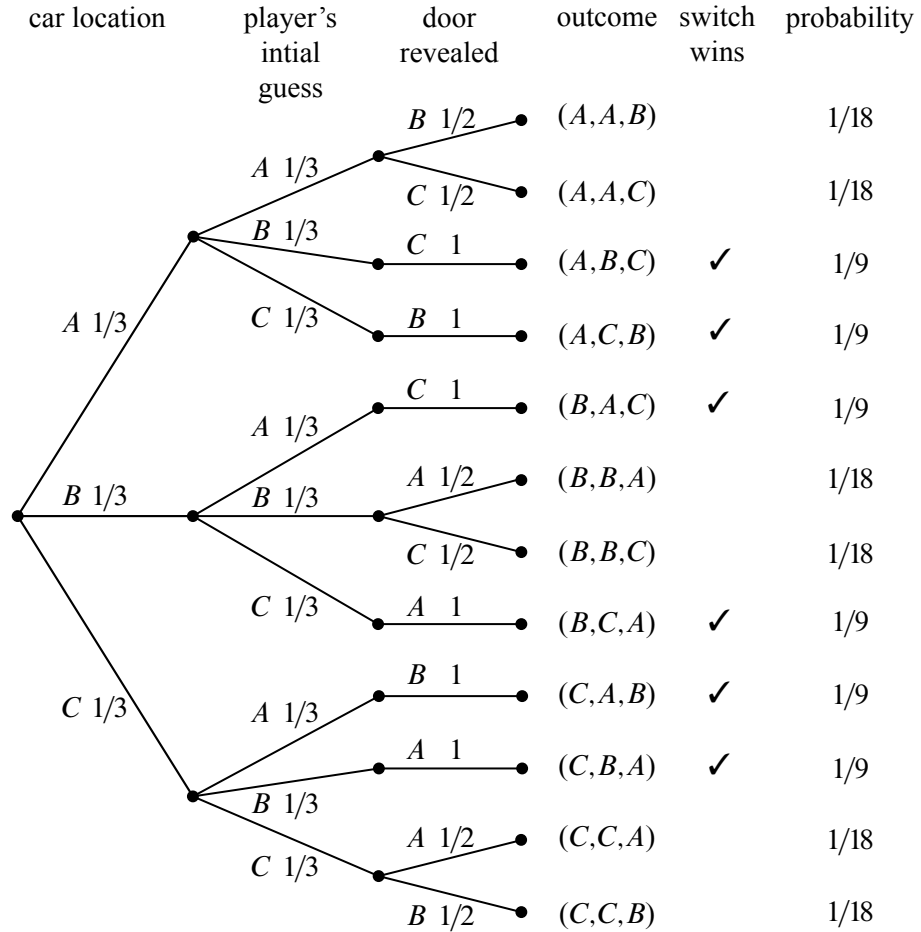 car location player's door outcome switch probability
intial revealed wins
guess
B 1/2 (A,A,B) 1/18
A 1/3
C 1/2 (A,A,C) 1/18
B 1/3 C 1 (A,B,C) ✓ 1/9
A 1/3 C 1/3 B 1 (A,C,B) ✓ 1/9
C 1 (B,A,C) ✓ 1/9
A 1/3
A 1/2 (B,B,A) 1/18
B 1/3 B 1/3
C 1/2 (B,B,C) 1/18
C 1/3 A 1 (B,C,A) ✓ 1/9
B 1 (C,A,B) ✓ 1/9
C 1/3 A 1/3
A 1 (C,B,A) ✓ 1/9
B 1/3
A 1/2 (C,C,A) 1/18
C 1/3
B 1/2 (C,C,B) 1/18